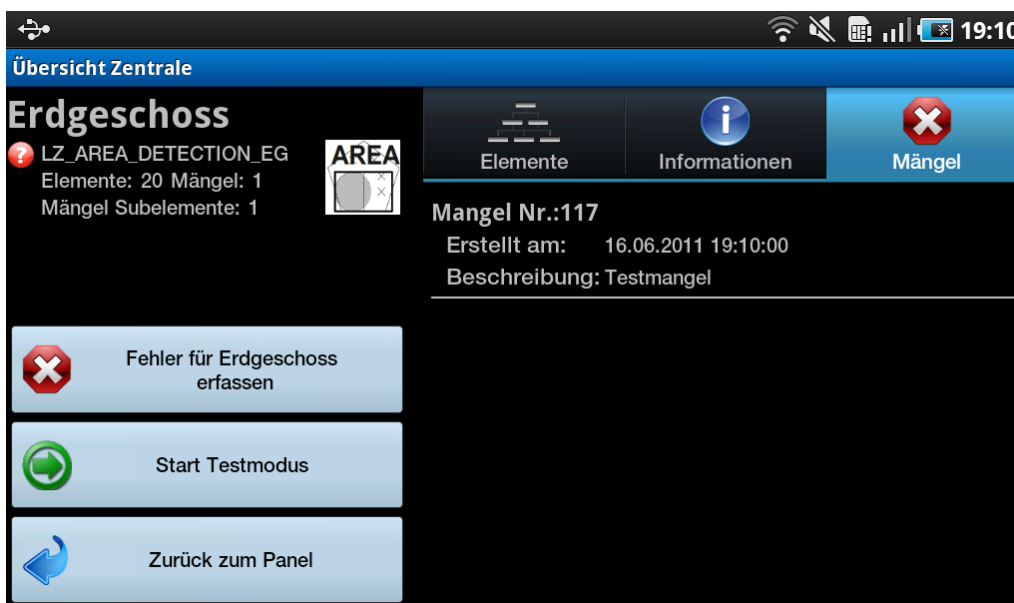 19:10
Übersicht Zentrale
Erdgeschoss
LZ_AREA_DETECTION_EG
Elemente: 20 Mängel: 1
Mängel Subelemente: 1
AREA
Fehler für Erdgeschoss
erfassen
Start Testmodus
Zurück zum Panel
Elemente
Informationen
Mängel
Mangel Nr.:117
Erstellt am: 16.06.2011 19:10:00
Beschreibung: Testmangel